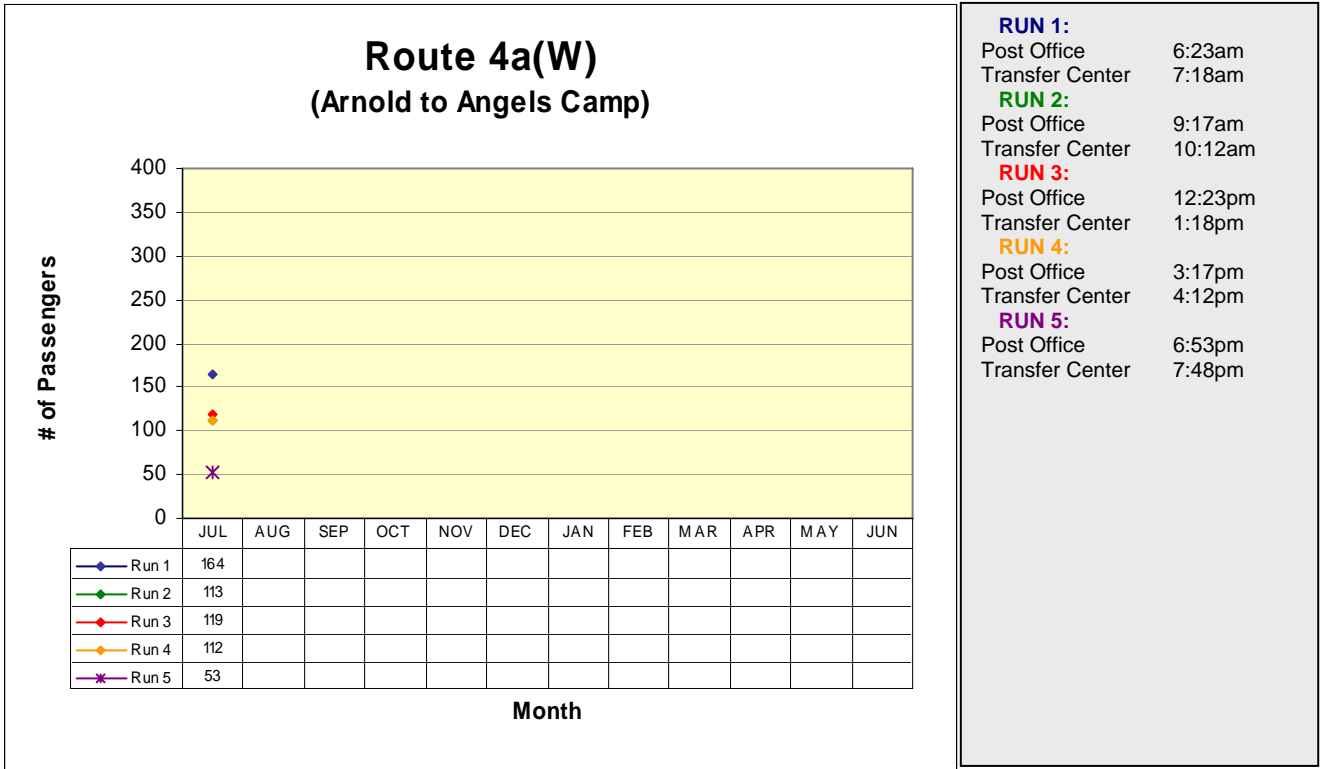 Route 4a(W)
(Arnold to Angels Camp)
# of Passengers
400
350
300
250
200
150
100
50
0
JUL AUG SEP OCT NOV DEC JAN FEB MAR APR MAY JUN
Run 1 164
Run 2 113
Run 3 119
Run 4 112
Run 5 53
Month
RUN 1:
Post Office 6:23am
Transfer Center 7:18am
RUN 2:
Post Office 9:17am
Transfer Center 10:12am
RUN 3:
Post Office 12:23pm
Transfer Center 1:18pm
RUN 4:
Post Office 3:17pm
Transfer Center 4:12pm
RUN 5:
Post Office 6:53pm
Transfer Center 7:48pm